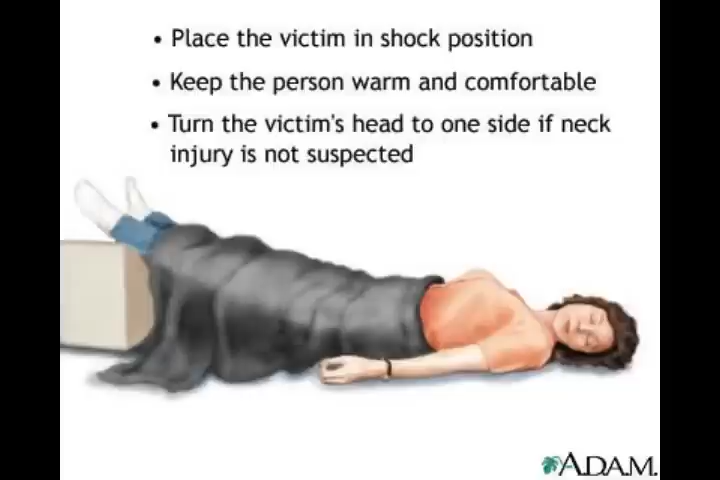 • Place the victim in shock position
• Keep the person warm and comfortable
• Turn the victim's head to one side if neck
injury is not suspected
A.D.A.M.